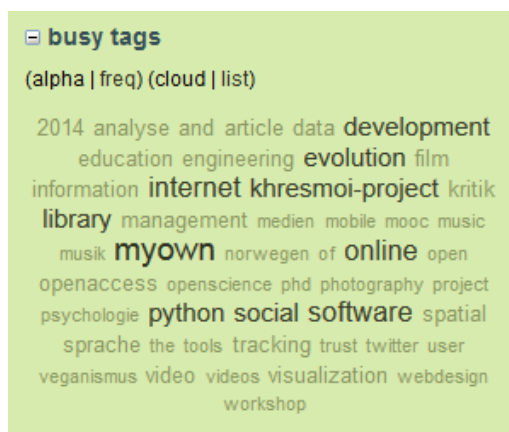 busy tags
(alpha | freq) (cloud | list)
2014 analyse and article data development
education engineering evolution film
information internet khresmoi-project kritik
library management medien mobile mooc music
musik myown norwegen of online open
openaccess openscience phd photography project
psychologie python social software spatial
sprache the tools tracking trust twitter user
veganismus video videos visualization webdesign
workshop